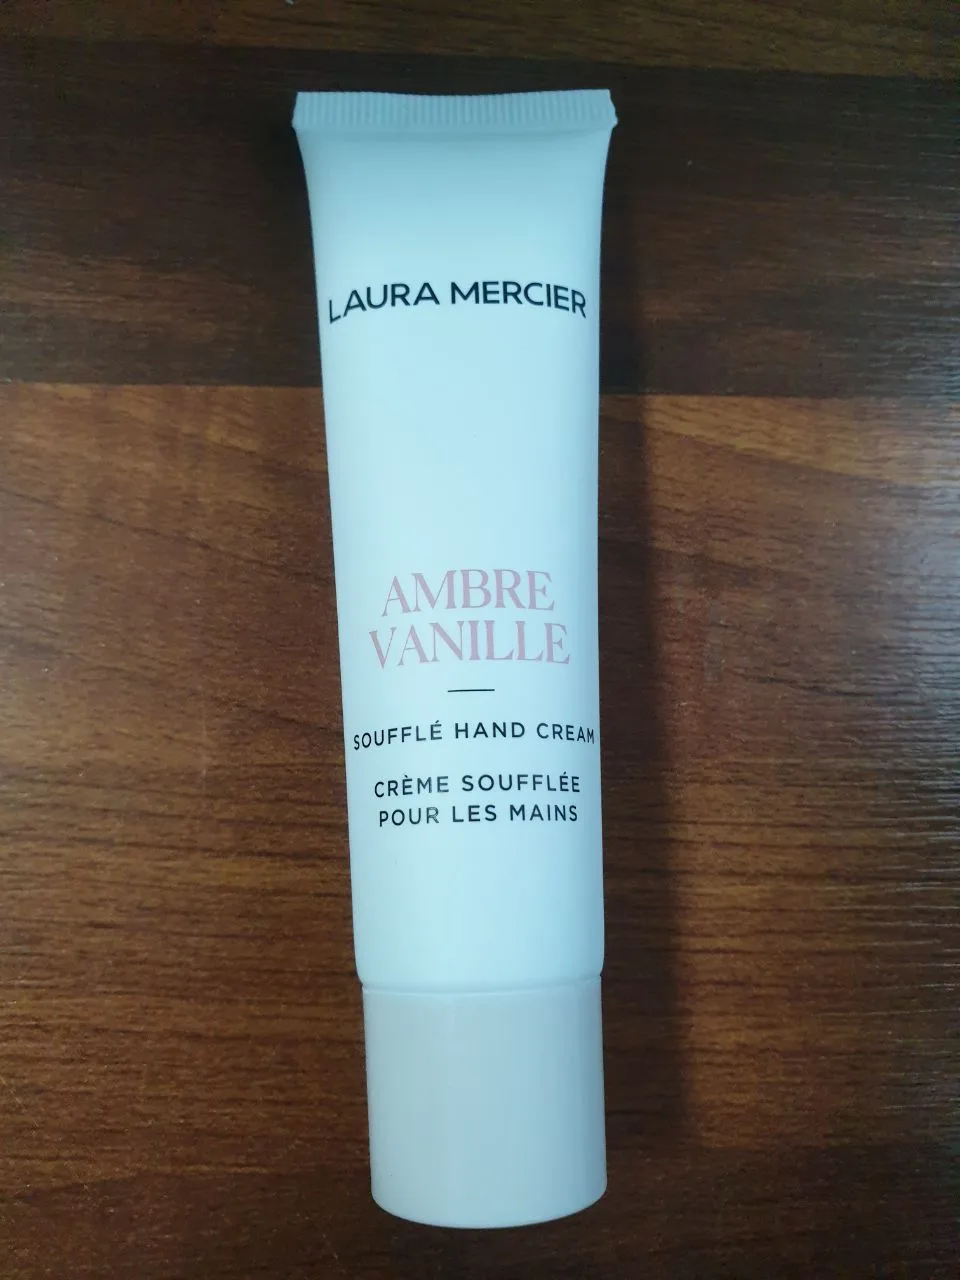 LAURA MERCIER
AMBRE
VANILLE
SOUFFLÉ HAND CREAM
CRÈME SOUFFLÉE
POUR LES MAINS